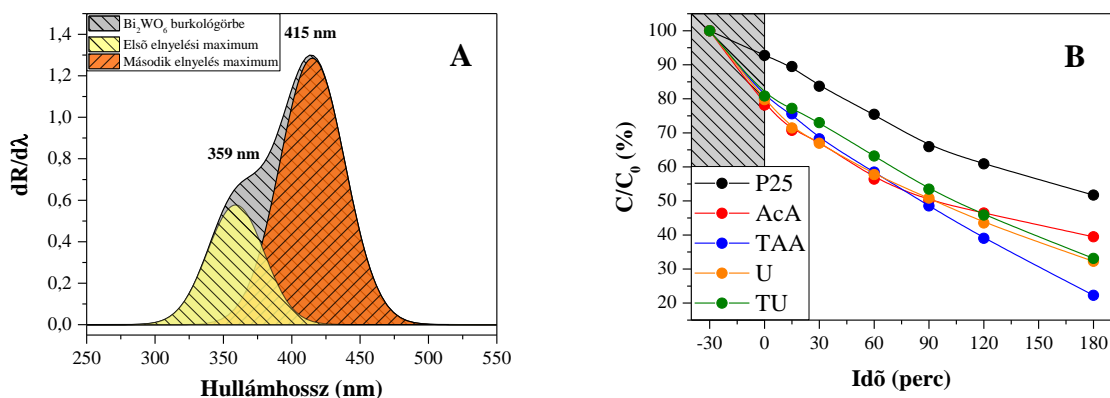 Bi₂WO₆ burkológörbe
Elsõ elnyelési maximum
Második elnyelés maximum
415 nm
A
359 nm
dR/dλ
1,4
1,2
1,0
0,8
0,6
0,4
0,2
0,0
250 300 350 400 450 500 550
Hullámhossz (nm)
B
C/C₀ (%)
100
90
80
70
60
50
40
30
20
P25
AcA
TAA
U
TU
-30 0 30 60 90 120 150 180
Idõ (perc)